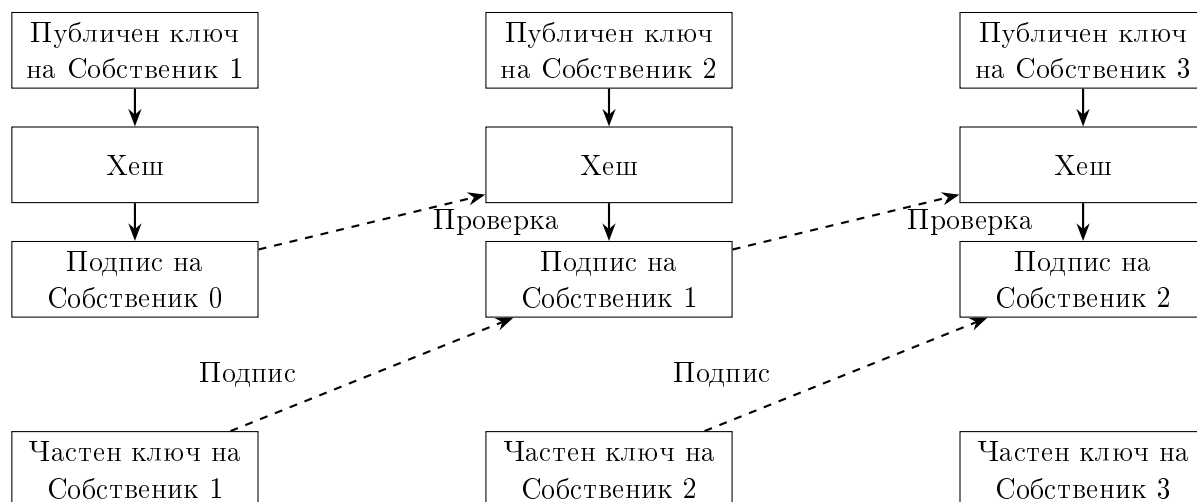 Публичен ключ
на Собственик 1
Публичен ключ
на Собственик 2
Публичен ключ
на Собственик 3
Хеш
Хеш
Хеш
Проверка
Проверка
Подпис на
Собственик 0
Подпис на
Собственик 1
Подпис на
Собственик 2
Подпис
Подпис
Частен ключ на
Собственик 1
Частен ключ на
Собственик 2
Частен ключ на
Собственик 3